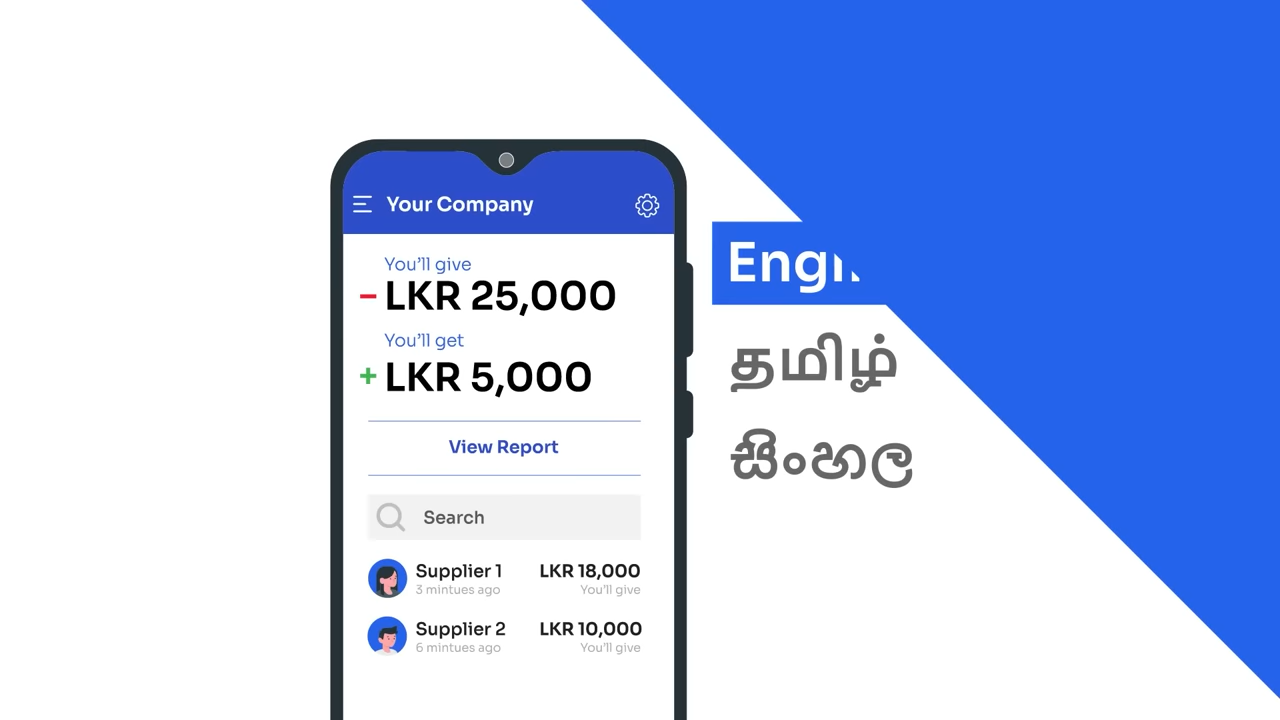 Your Company
You'll give
– LKR 25,000
You'll get
+ LKR 5,000
View Report
Search
Supplier 1 LKR 18,000
3 mintues ago You'll give
Supplier 2 LKR 10,000
6 mintues ago You'll give
தமிழ்
සිංහල